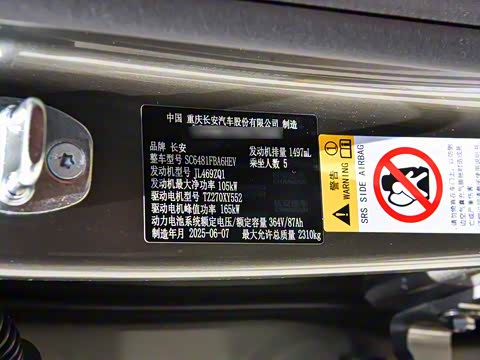 中国 重庆长安汽车股份有限公司 制造
品牌 长安 发动机排量 1497mL
整车型号 SC6481FBA6HEV 乘坐人数 5
发动机型号 JL469ZQ1
发动机最大净功率 105kW
驱动电机型号 TZ270XY552
驱动电机峰值功率 165kW
动力电池系统额定电压/额定容量 364V/87Ah
制造年月 2025-06-07 最大允许总质量 2310kg
警告
WARNING
SRS SIDE AIRBAG